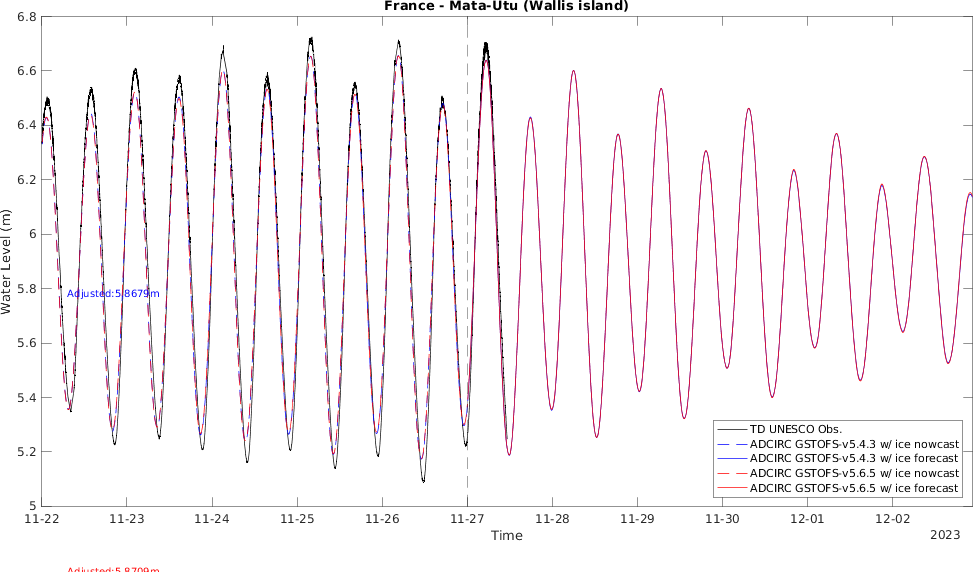 France - Mata-Utu (Wallis island)
6.8
6.6
6.4
6.2
6
5.8
5.6
5.4
5.2
5
Water Level (m)
Adjusted:5.8679m
TD UNESCO Obs.
ADCIRC GSTOFS-v5.4.3 w/ ice nowcast
ADCIRC GSTOFS-v5.4.3 w/ ice forecast
ADCIRC GSTOFS-v5.6.5 w/ ice nowcast
ADCIRC GSTOFS-v5.6.5 w/ ice forecast
11-22 11-23 11-24 11-25 11-26 11-27 11-28 11-29 11-30 12-01 12-02
Time
2023
Adjusted:5.8709m